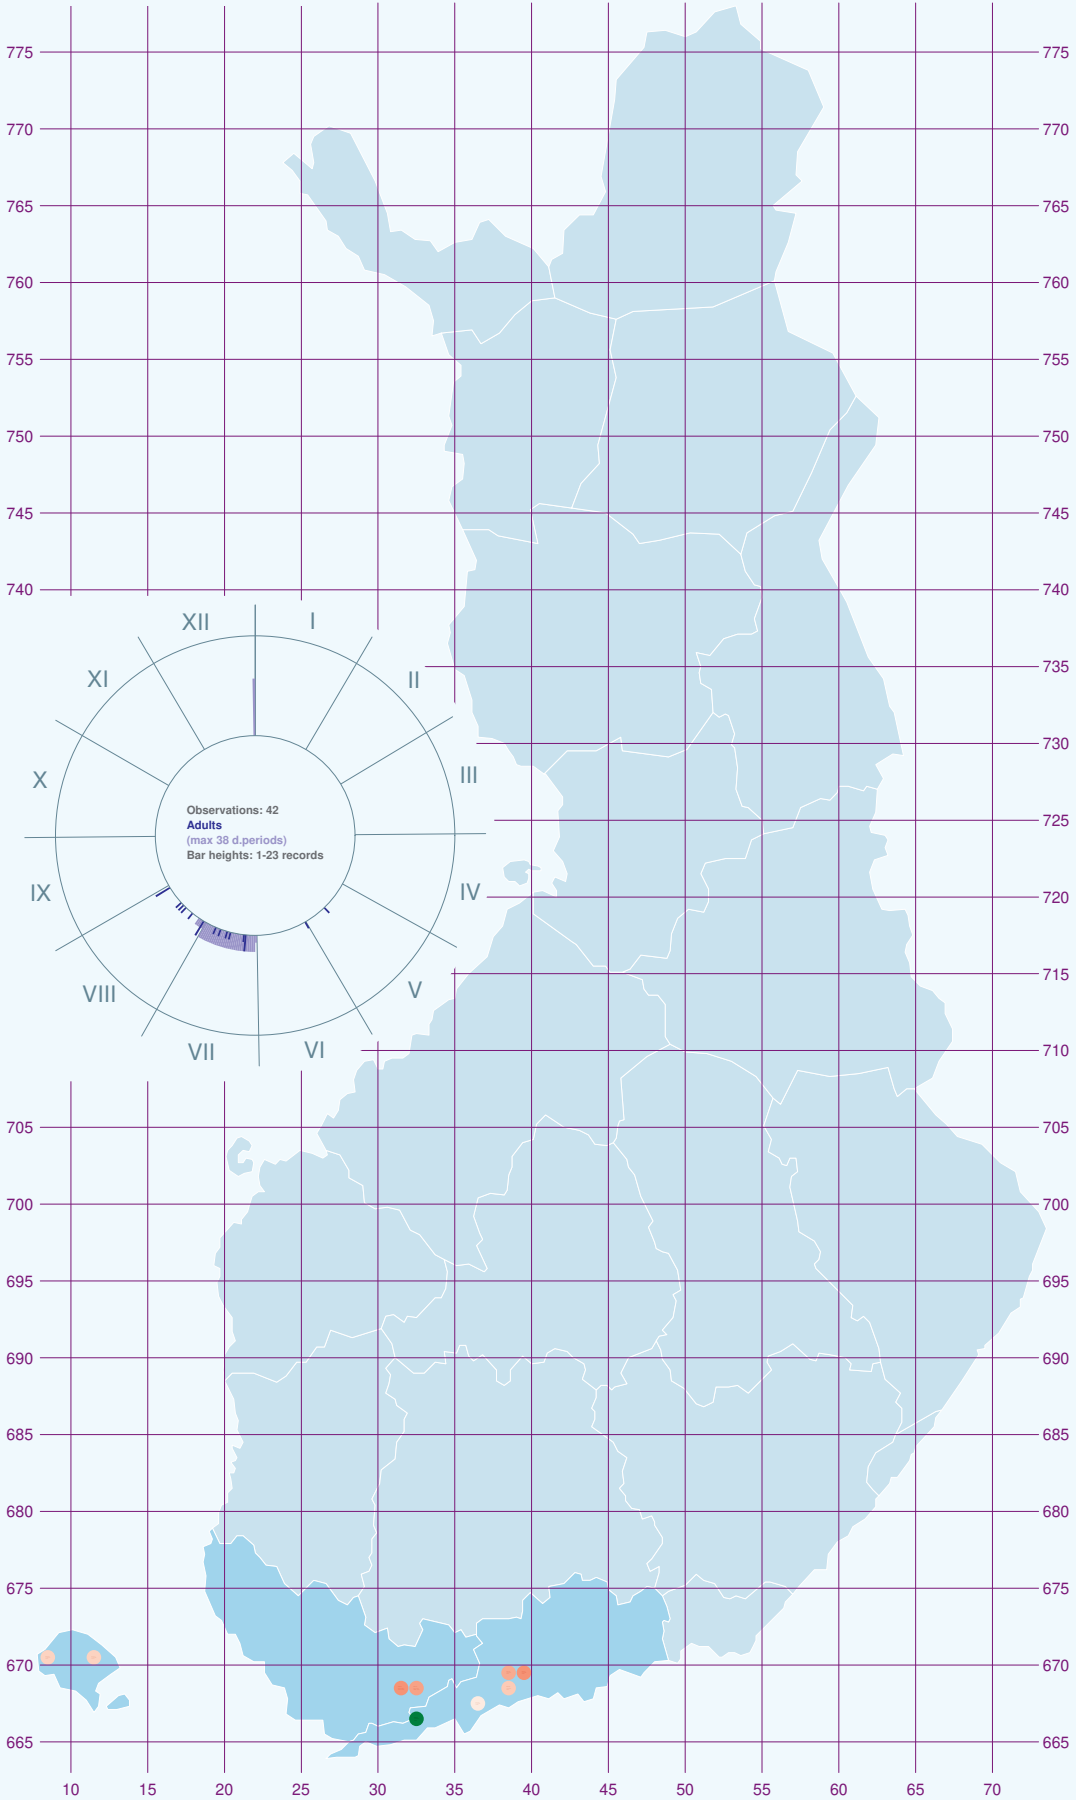 775 775
770 770
765 765
760 760
755 755
750 750
745 745
740 740
XII I
XI II
735
730
X III
Observations: 42
Adults
(max 38 d.periods)
Bar heights: 1-23 records
725
IX IV
720
VIII V
715
VII VI
710
705 705
700 700
695 695
690 690
685 685
680 680
675 675
670 670
665 665
10 15 20 25 30 35 40 45 50 55 60 65 70